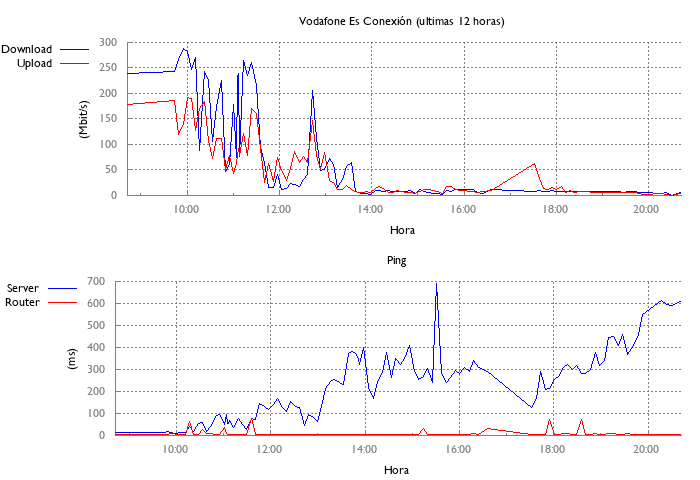 Vodafone Es Conexión (ultimas 12 horas)
Download
Upload
(Mbit/s)
300
250
200
150
100
50
0
10:00 12:00 14:00 16:00 18:00 20:00
Hora
Ping
Server
Router
(ms)
700
600
500
400
300
200
100
0
10:00 12:00 14:00 16:00 18:00 20:00
Hora